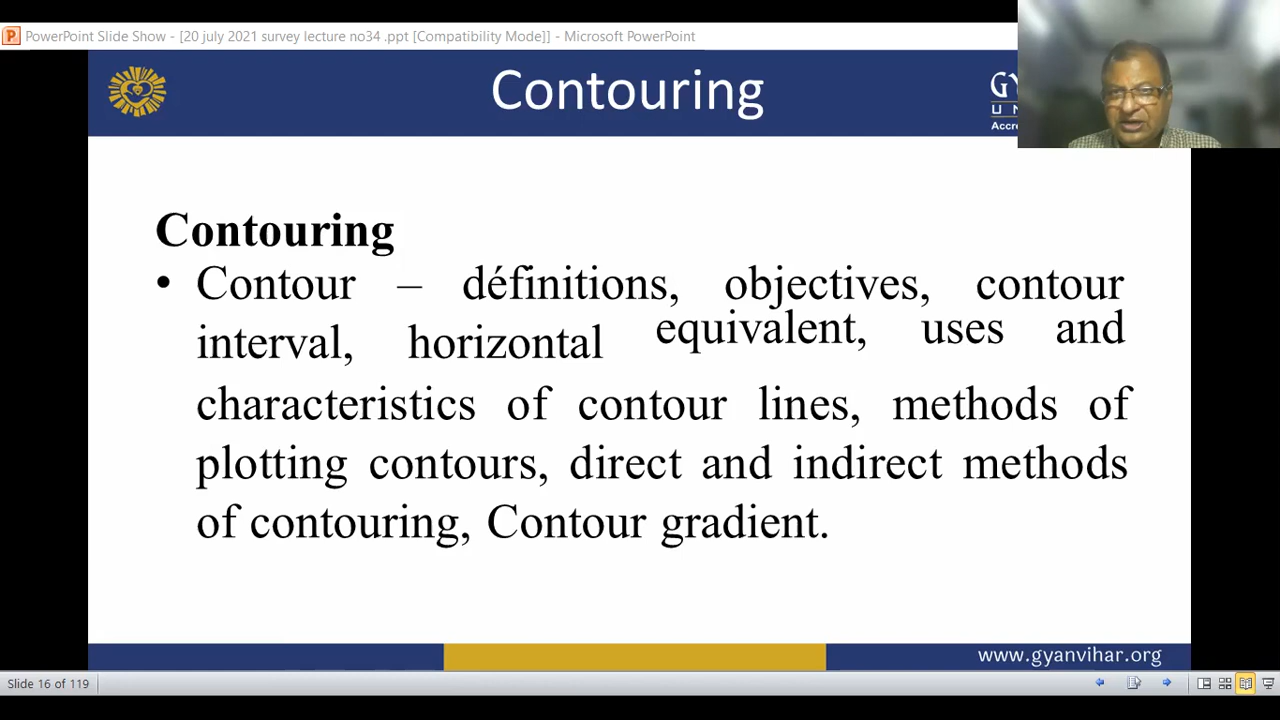 PowerPoint Slide Show - [20 july 2021 survey lecture no34 .ppt [Compatibility Mode]] - Microsoft PowerPoint
Contouring
Contouring
• Contour – définitions, objectives, contour
interval, horizontal equivalent, uses and
characteristics of contour lines, methods of
plotting contours, direct and indirect methods
of contouring, Contour gradient.
www.gyanvihar.org
Slide 16 of 119